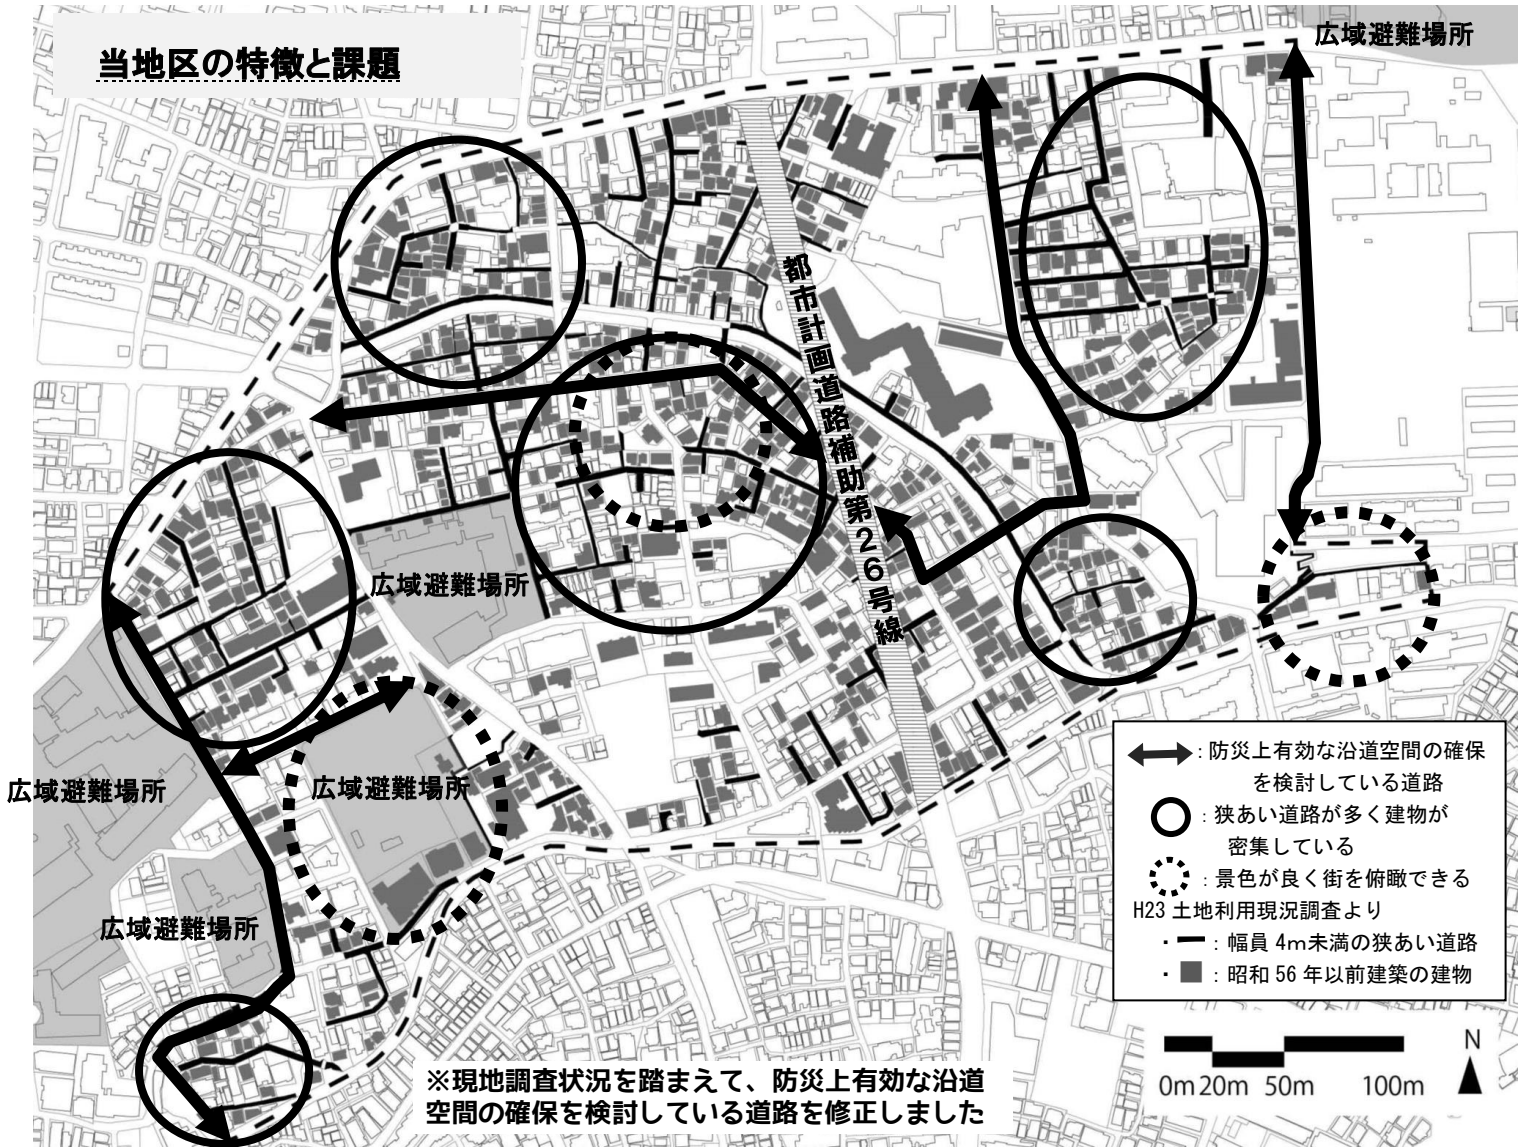 当地区の特徴と課題
広域避難場所
都市計画道路補助第26号線
広域避難場所
広域避難場所
広域避難場所
広域避難場所
：防災上有効な沿道空間の確保
を検討している道路
：狭あい道路が多く建物が
密集している
：景色が良く街を俯瞰できる
H23 土地利用現況調査より
・ ：幅員 4m未満の狭あい道路
・ ：昭和 56 年以前建築の建物
0m 20m 50m 100m
N
※現地調査状況を踏まえて、防災上有効な沿道
空間の確保を検討している道路を修正しました